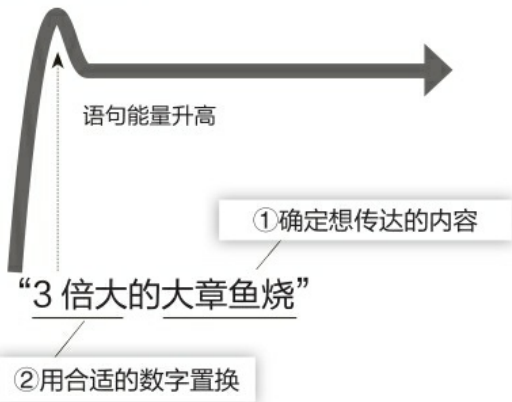 语句能量升高
①确定想传达的内容
“3 倍大的大章鱼烧”
②用合适的数字置换